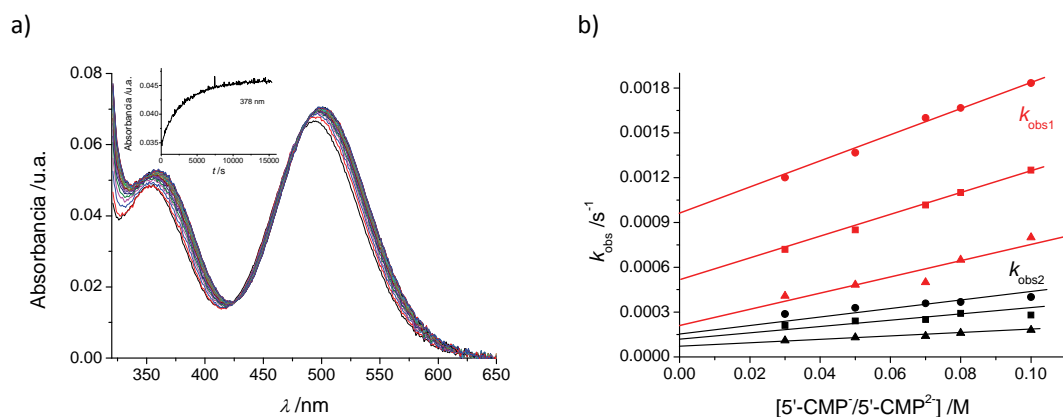 a)
b)
Absorbancia /u.a.
0.08
0.06
0.04
0.02
0.00
350 400 450 500 550 600 650
λ /nm
Absorbancia /u.a.
0.045
0.040
0.035
0 5000 10000 15000
t /s
378 nm
k_obs /s⁻¹
0.0018
0.0015
0.0012
0.0009
0.0006
0.0003
0.0000
0.00 0.02 0.04 0.06 0.08 0.10
[5'-CMP⁻/5'-CMP²⁻] /M
k_obs1
k_obs2